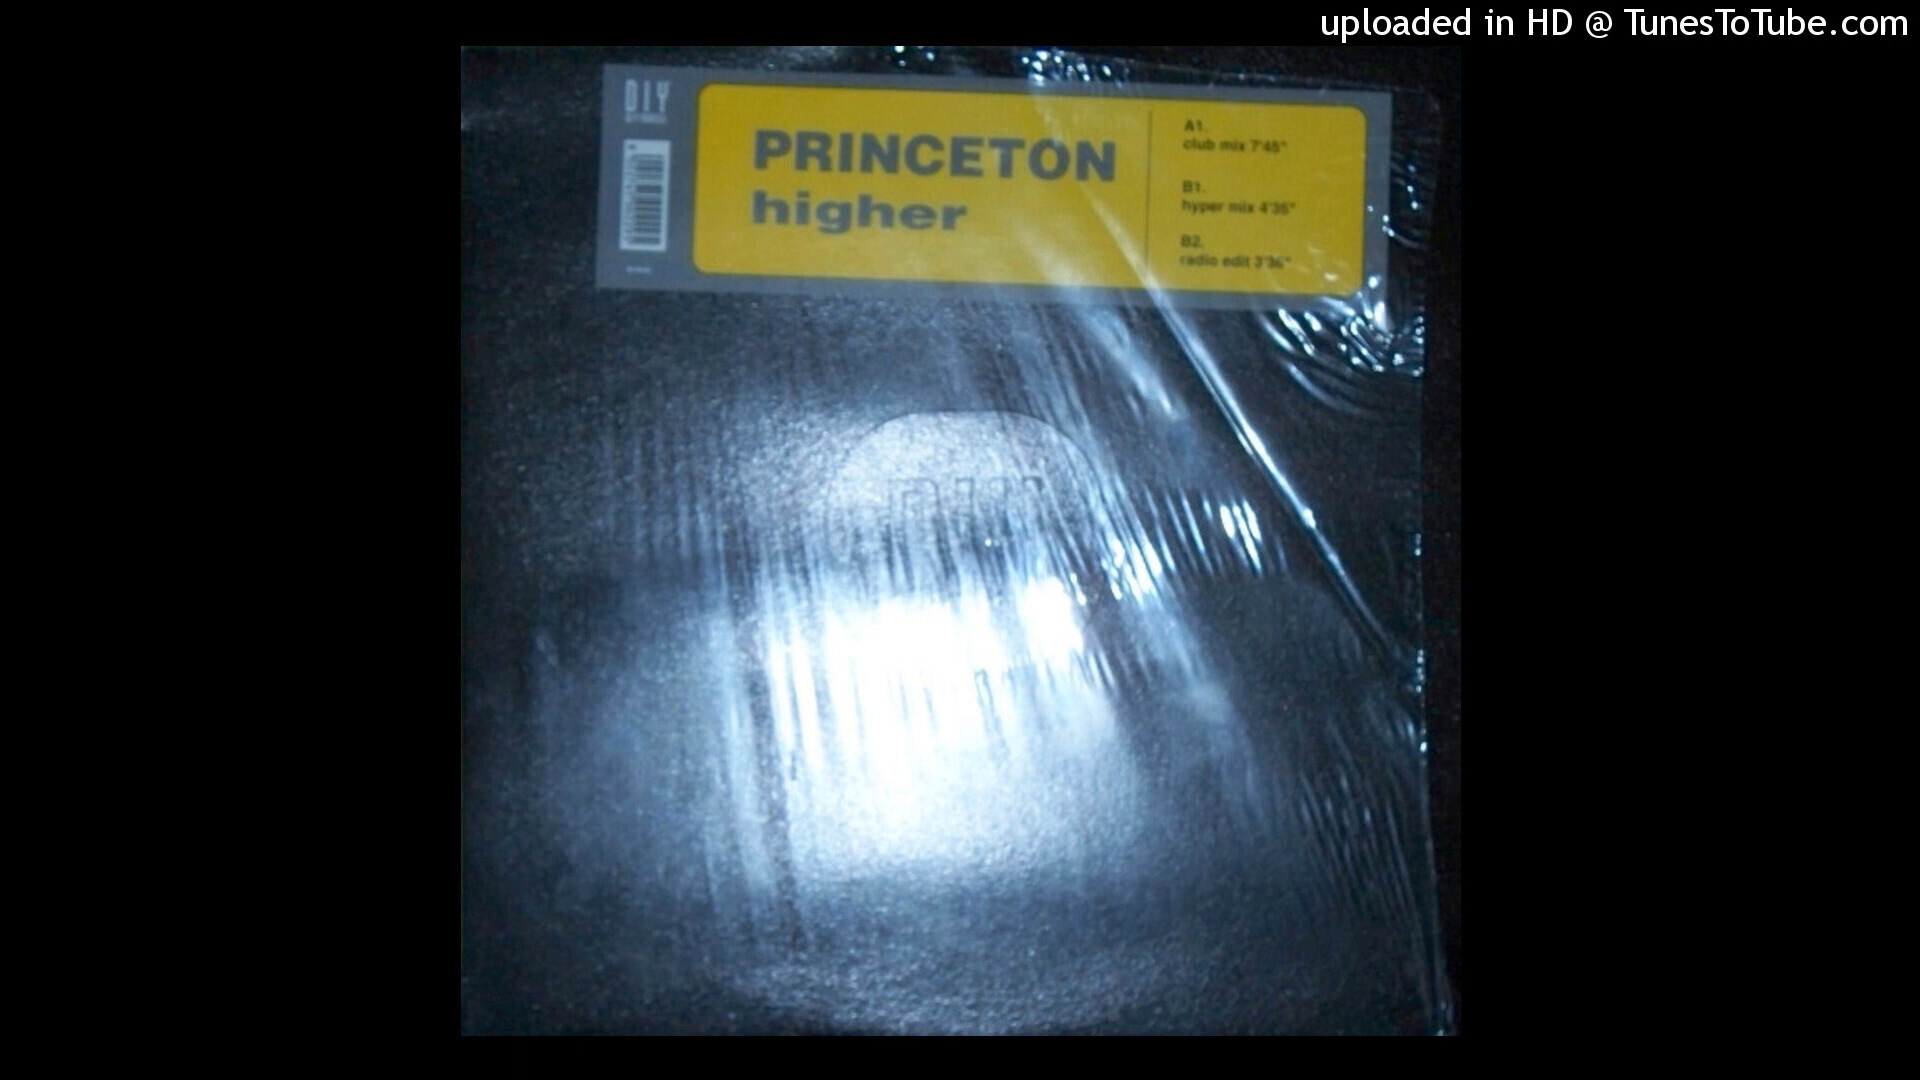 uploaded in HD @ TunesToTube.com
DIY
PRINCETON
higher
A1.
club mix 7'45"
B1.
hyper mix 4'35"
B2.
radio edit 3'36"